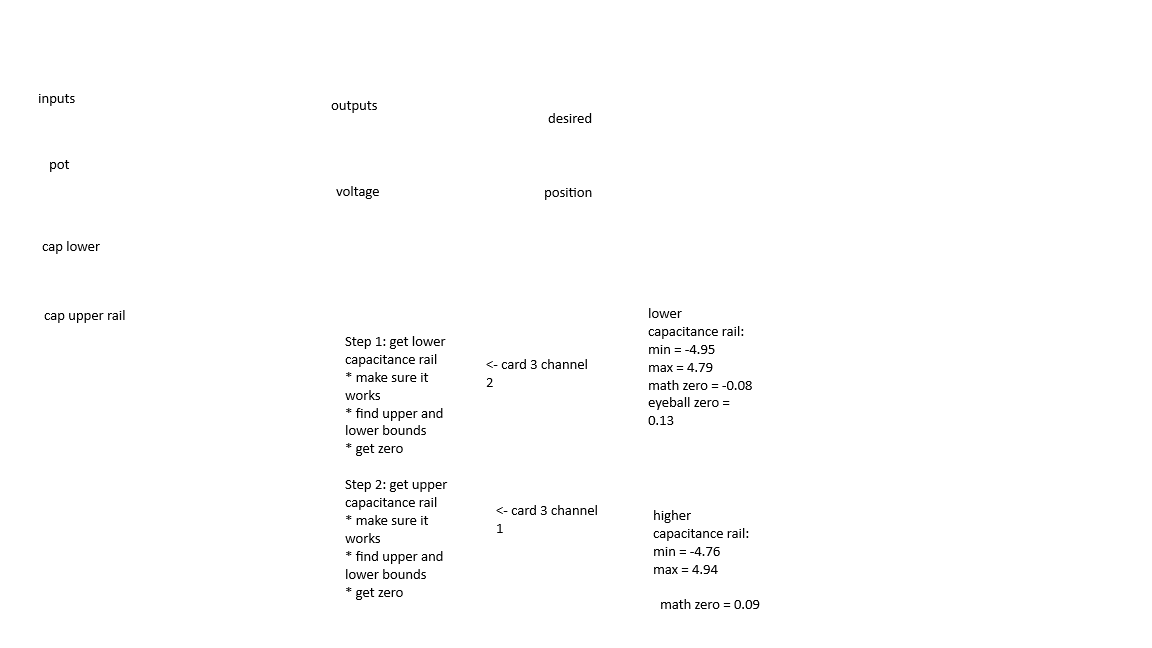 inputs
outputs
desired
pot
voltage
position
cap lower
cap upper rail
Step 1: get lower
capacitance rail
* make sure it
works
* find upper and
lower bounds
* get zero
<- card 3 channel
2
lower
capacitance rail:
min = -4.95
max = 4.79
math zero = -0.08
eyeball zero =
0.13
Step 2: get upper
capacitance rail
* make sure it
works
* find upper and
lower bounds
* get zero
<- card 3 channel
1
higher
capacitance rail:
min = -4.76
max = 4.94
math zero = 0.09